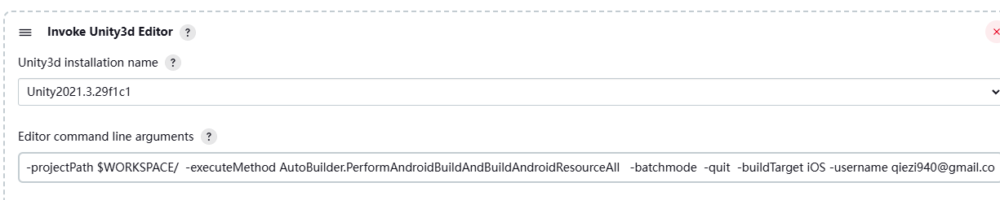 Invoke Unity3d Editor ?
Unity3d installation name ?
Unity2021.3.29f1c1
Editor command line arguments ?
-projectPath $WORKSPACE/  -executeMethod AutoBuilder.PerformAndroidBuildAndBuildAndroidResourceAll   -batchmode  -quit  -buildTarget iOS -username qiezi940@gmail.co